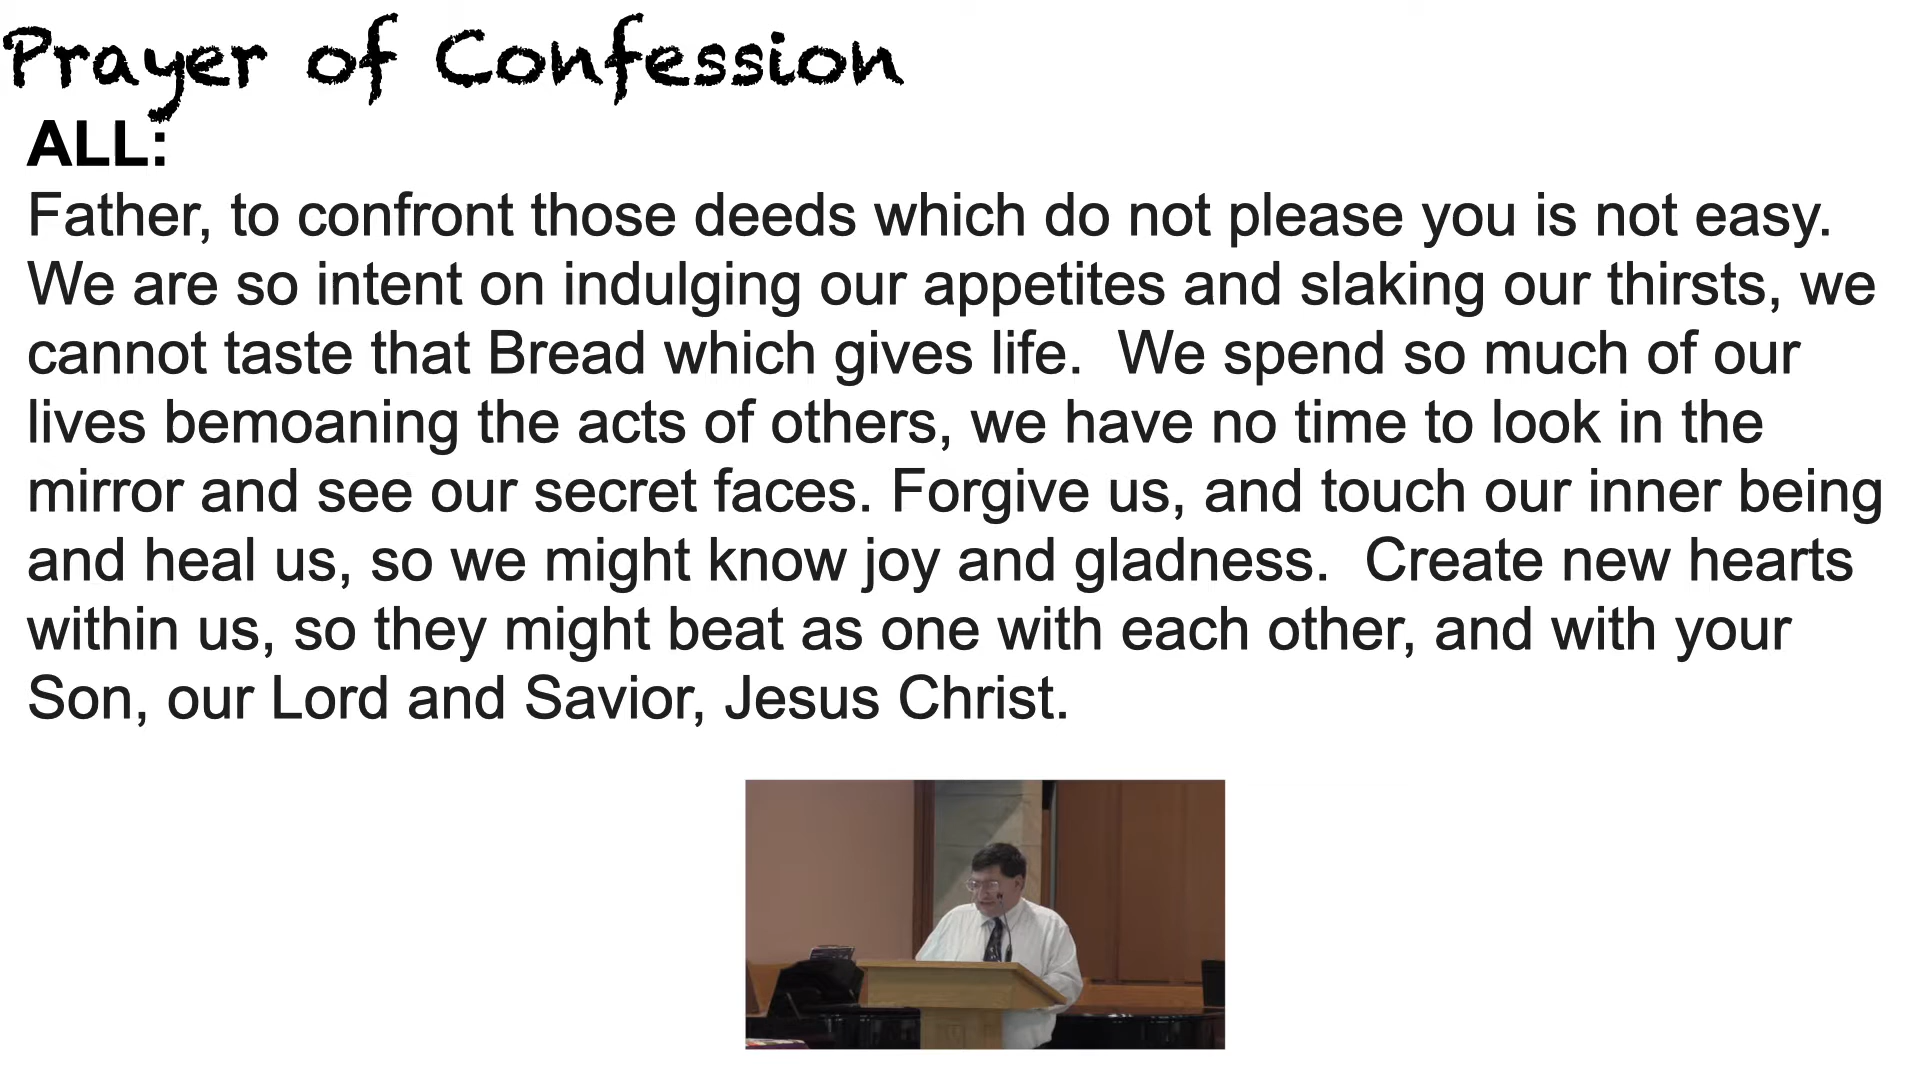 Prayer of Confession
ALL:
Father, to confront those deeds which do not please you is not easy.
We are so intent on indulging our appetites and slaking our thirsts, we
cannot taste that Bread which gives life.  We spend so much of our
lives bemoaning the acts of others, we have no time to look in the
mirror and see our secret faces. Forgive us, and touch our inner being
and heal us, so we might know joy and gladness.  Create new hearts
within us, so they might beat as one with each other, and with your
Son, our Lord and Savior, Jesus Christ.